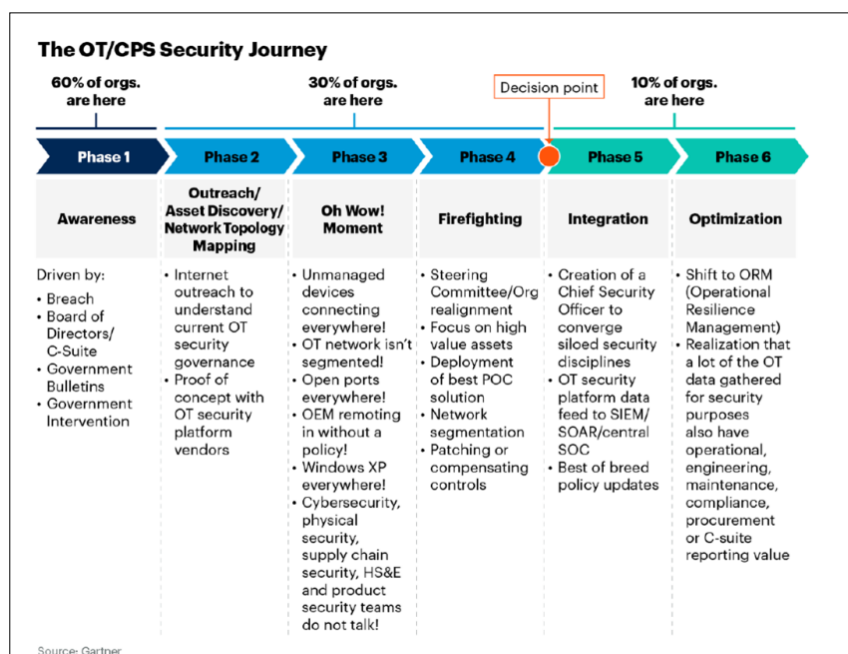 The OT/CPS Security Journey
60% of orgs.
are here
30% of orgs.
are here
Decision point
10% of orgs.
are here
Phase 1
Phase 2
Phase 3
Phase 4
Phase 5
Phase 6
Awareness
Outreach/
Asset Discovery/
Network Topology
Mapping
Oh Wow!
Moment
Firefighting
Integration
Optimization
Driven by:
• Breach
• Board of
Directors/
C-Suite
• Government
Bulletins
• Government
Intervention
• Internet
outreach to
understand
current OT
security
governance
• Proof of
concept with
OT security
platform
vendors
• Unmanaged
devices
connecting
everywhere!
• OT network isn't
segmented!
• Open ports
everywhere!
• OEM remoting
in without a
policy!
• Windows XP
everywhere!
• Cybersecurity,
physical
security,
supply chain
security, HS&E
and product
security teams
do not talk!
• Steering
Committee/Org
realignment
• Focus on high
value assets
• Deployment
of best POC
solution
• Network
segmentation
• Patching or
compensating
controls
• Creation of a
Chief Security
Officer to
converge
siloed security
disciplines
• OT security
platform data
feed to SIEM/
SOAR/central
SOC
• Best of breed
policy updates
• Shift to ORM
(Operational
Resilience
Management)
• Realization that
a lot of the OT
data gathered
for security
purposes
also have
operational,
engineering,
maintenance,
compliance,
procurement
or C-suite
reporting value
Source: Gartner